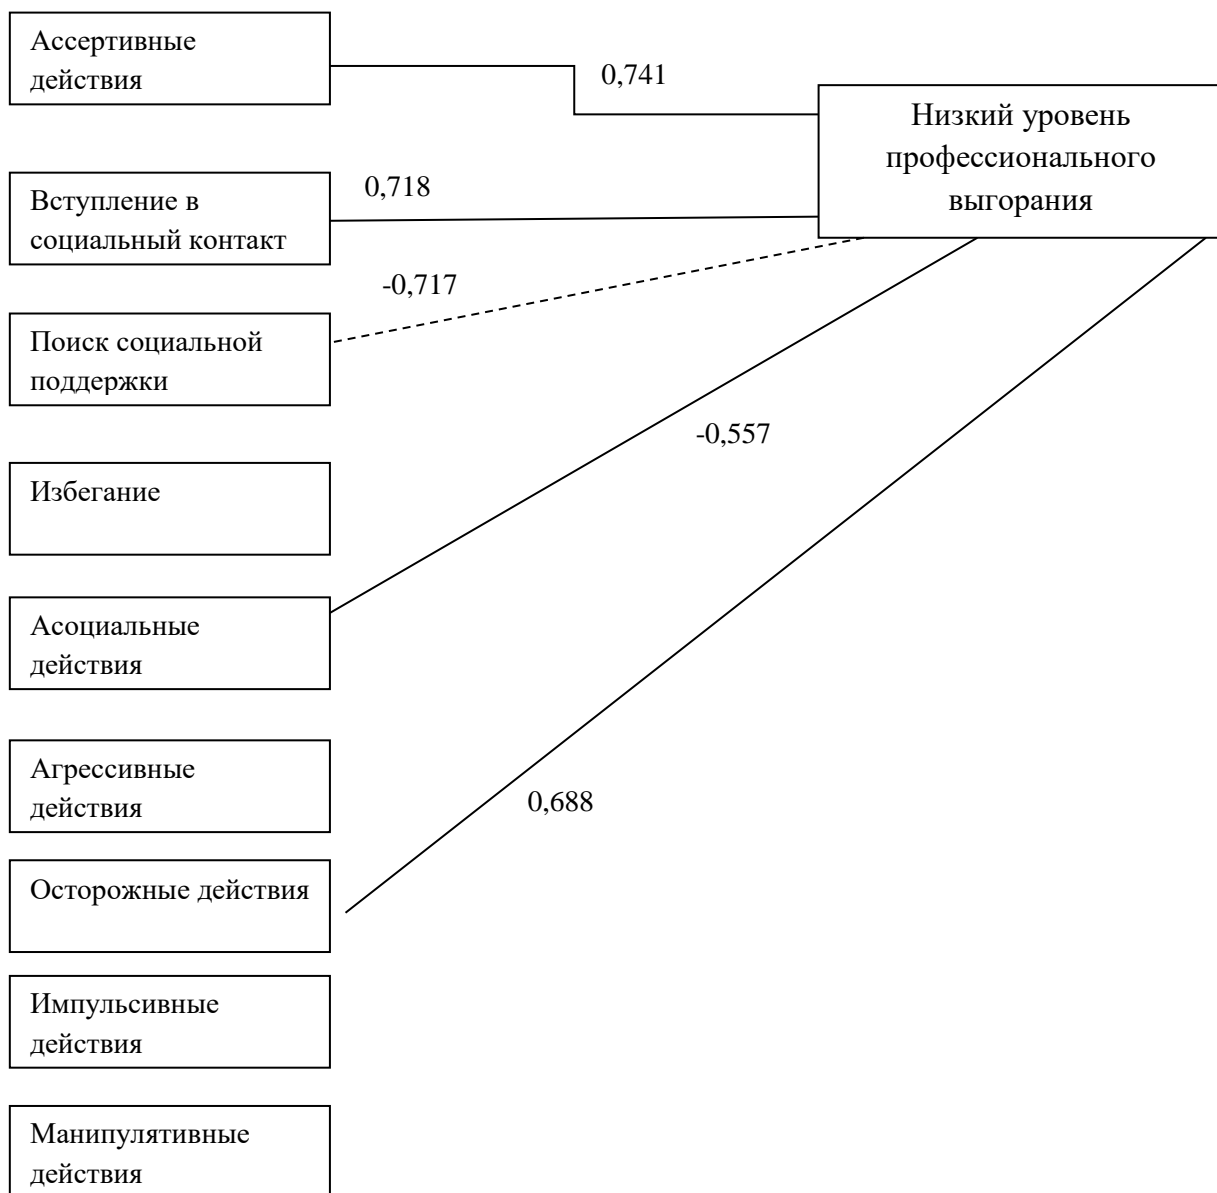 Ассертивные
действия
0,741
Низкий уровень
профессионального
выгорания
Вступление в
социальный контакт
0,718
-0,717
Поиск социальной
поддержки
-0,557
Избегание
Асоциальные
действия
Агрессивные
действия
0,688
Осторожные действия
Импульсивные
действия
Манипулятивные
действия